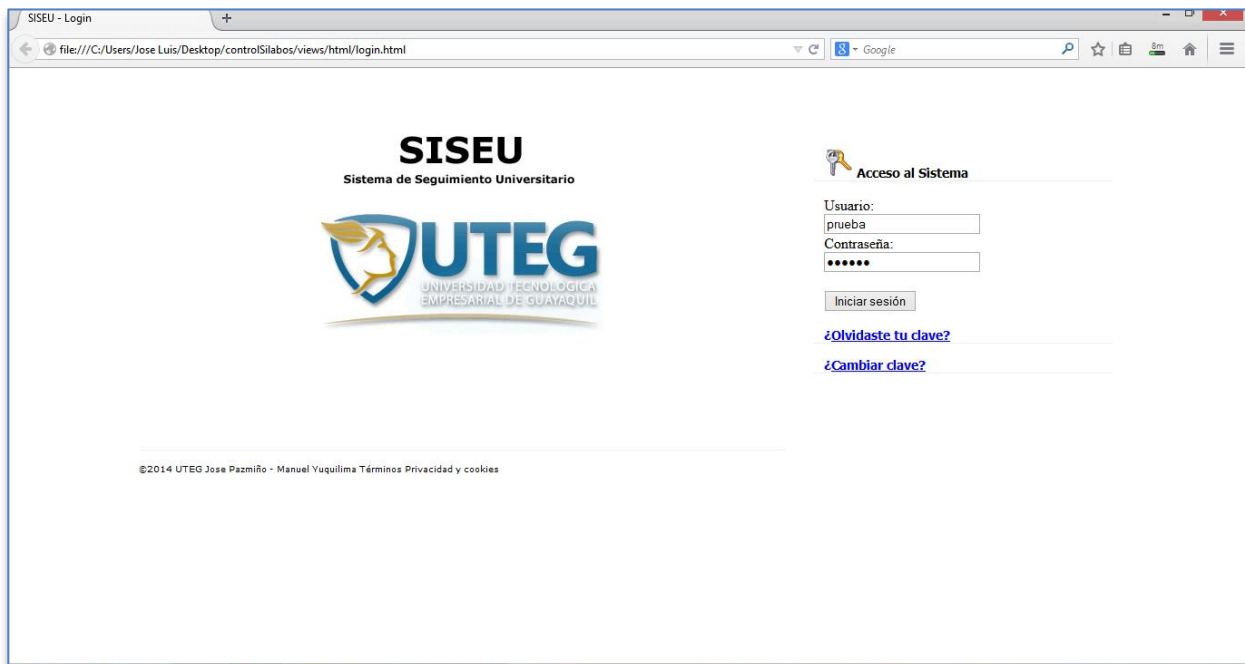 SISEU - Login
+
file:///C:/Users/Jose Luis/Desktop/controlSilabos/views/html/login.html
8 Google
8m
SISEU
Sistema de Seguimiento Universitario
UTEG
UNIVERSIDAD TECNOLÓGICA
EMPRESARIAL DE GUAYAQUIL
Acceso al Sistema
Usuario:
prueba
Contraseña:
••••••
Iniciar sesión
¿Olvidaste tu clave?
¿Cambiar clave?
©2014 UTEG Jose Pazmiño - Manuel Yuquilima Términos Privacidad y cookies